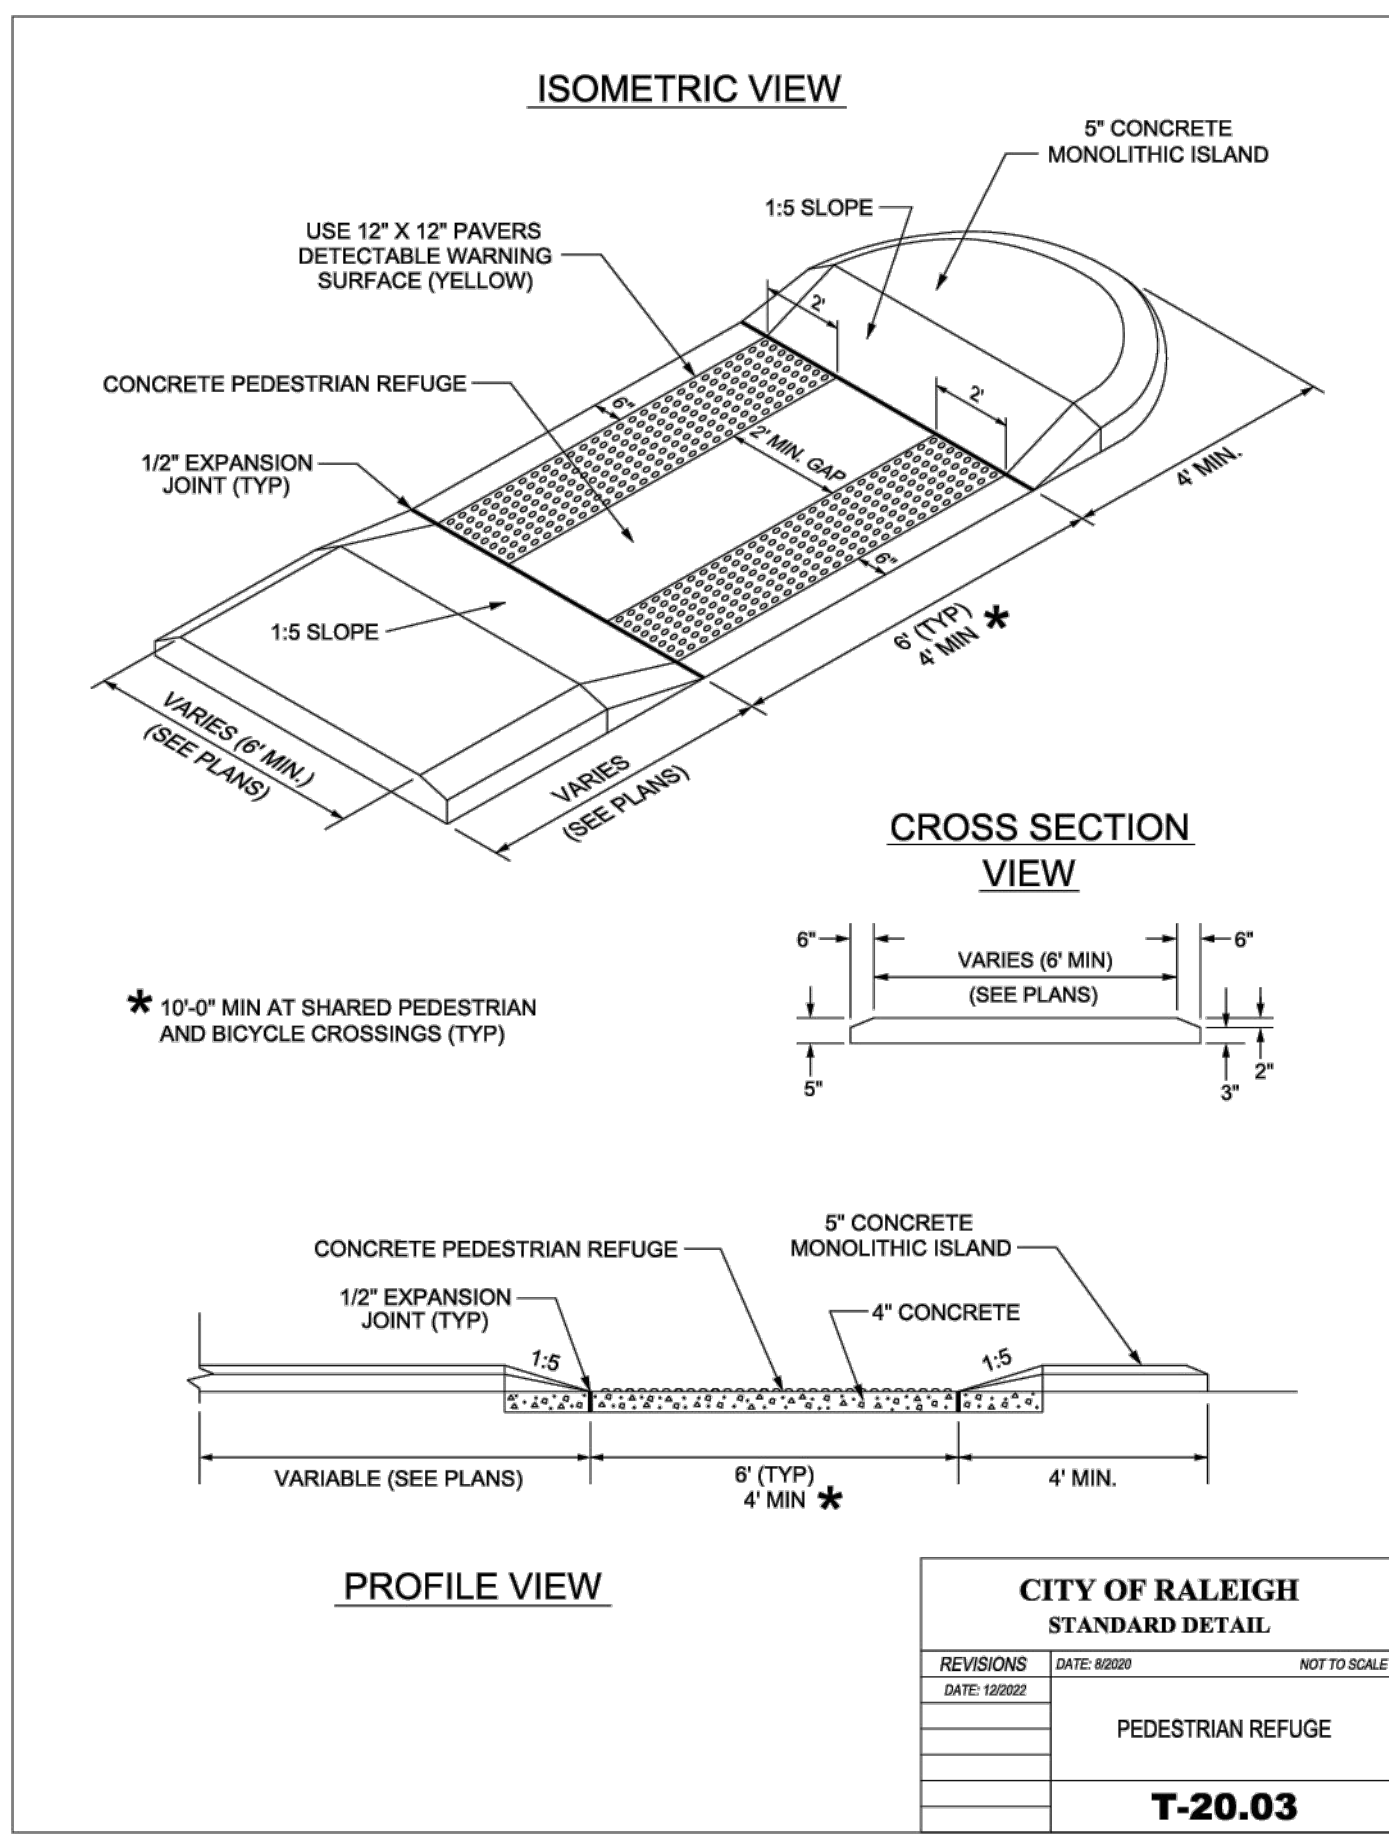 ISOMETRIC VIEW
5" CONCRETE
MONOLITHIC ISLAND
1:5 SLOPE
USE 12" X 12" PAVERS
DETECTABLE WARNING
SURFACE (YELLOW)
2'
CONCRETE PEDESTRIAN REFUGE
2'
6"
2' MIN. GAP
1/2" EXPANSION
JOINT (TYP)
4' MIN.
6"
1:5 SLOPE
6' (TYP)
4' MIN *
VARIES (6' MIN.)
(SEE PLANS)
VARIES
(SEE PLANS)
CROSS SECTION
VIEW
6"
6"
VARIES (6' MIN)
(SEE PLANS)
5"
3"
2"
* 10'-0" MIN AT SHARED PEDESTRIAN
AND BICYCLE CROSSINGS (TYP)
5" CONCRETE
MONOLITHIC ISLAND
CONCRETE PEDESTRIAN REFUGE
1/2" EXPANSION
JOINT (TYP)
4" CONCRETE
1:5
1:5
VARIABLE (SEE PLANS)
6' (TYP)
4' MIN *
4' MIN.
PROFILE VIEW
CITY OF RALEIGH
STANDARD DETAIL
REVISIONS
DATE: 8/2020
NOT TO SCALE
DATE: 12/2022
PEDESTRIAN REFUGE
T-20.03